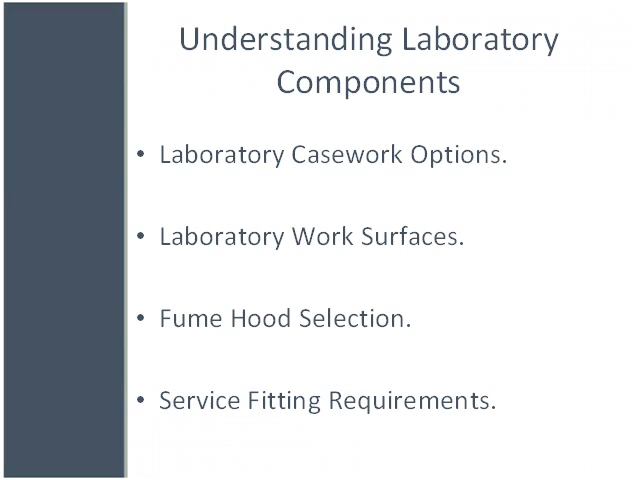 Understanding Laboratory
Components
• Laboratory Casework Options.
• Laboratory Work Surfaces.
• Fume Hood Selection.
• Service Fitting Requirements.